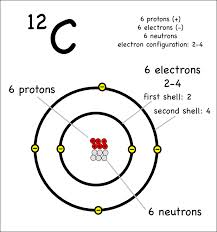 12
C
6 protons (+)
6 electrons (-)
6 neutrons
electron configuration: 2-4
6 protons
6 electrons
2-4
first shell: 2
second shell: 4
6 neutrons